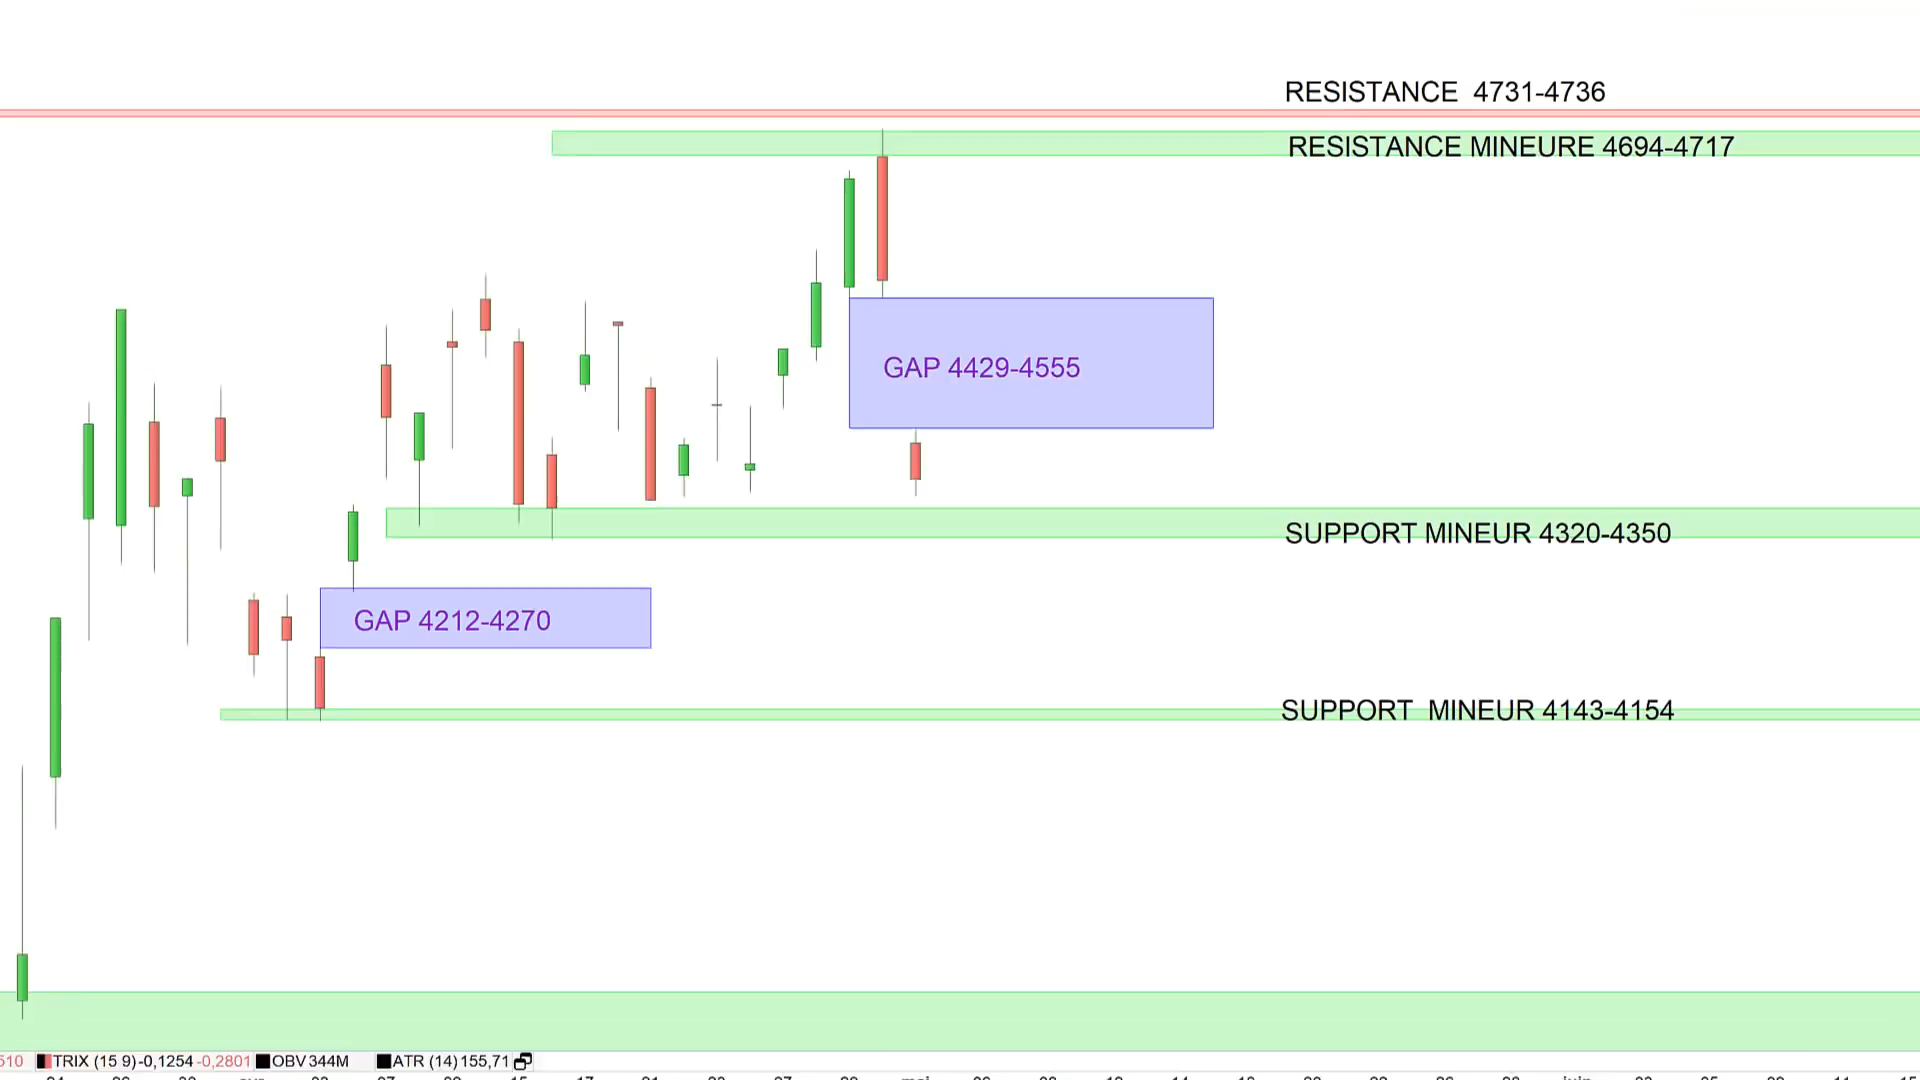 RESISTANCE 4731-4736
RESISTANCE MINEURE 4694-4717
GAP 4429-4555
SUPPORT MINEUR 4320-4350
GAP 4212-4270
SUPPORT MINEUR 4143-4154
510 TRIX (15 9) -0,1254 -0,2801 OBV 344M ATR (14) 155,71